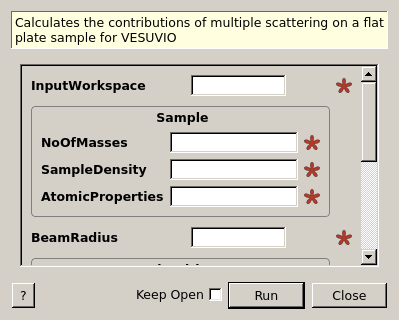 Calculates the contributions of multiple scattering on a flat
plate sample for VESUVIO
InputWorkspace
Sample
NoOfMasses
SampleDensity
AtomicProperties
BeamRadius
?
Keep Open
Run
Close